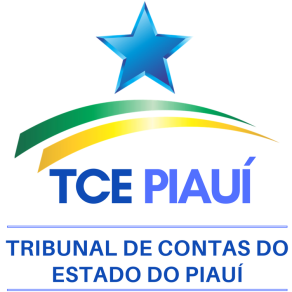 TCE PIAUÍ
TRIBUNAL DE CONTAS DO
ESTADO DO PIAUÍ